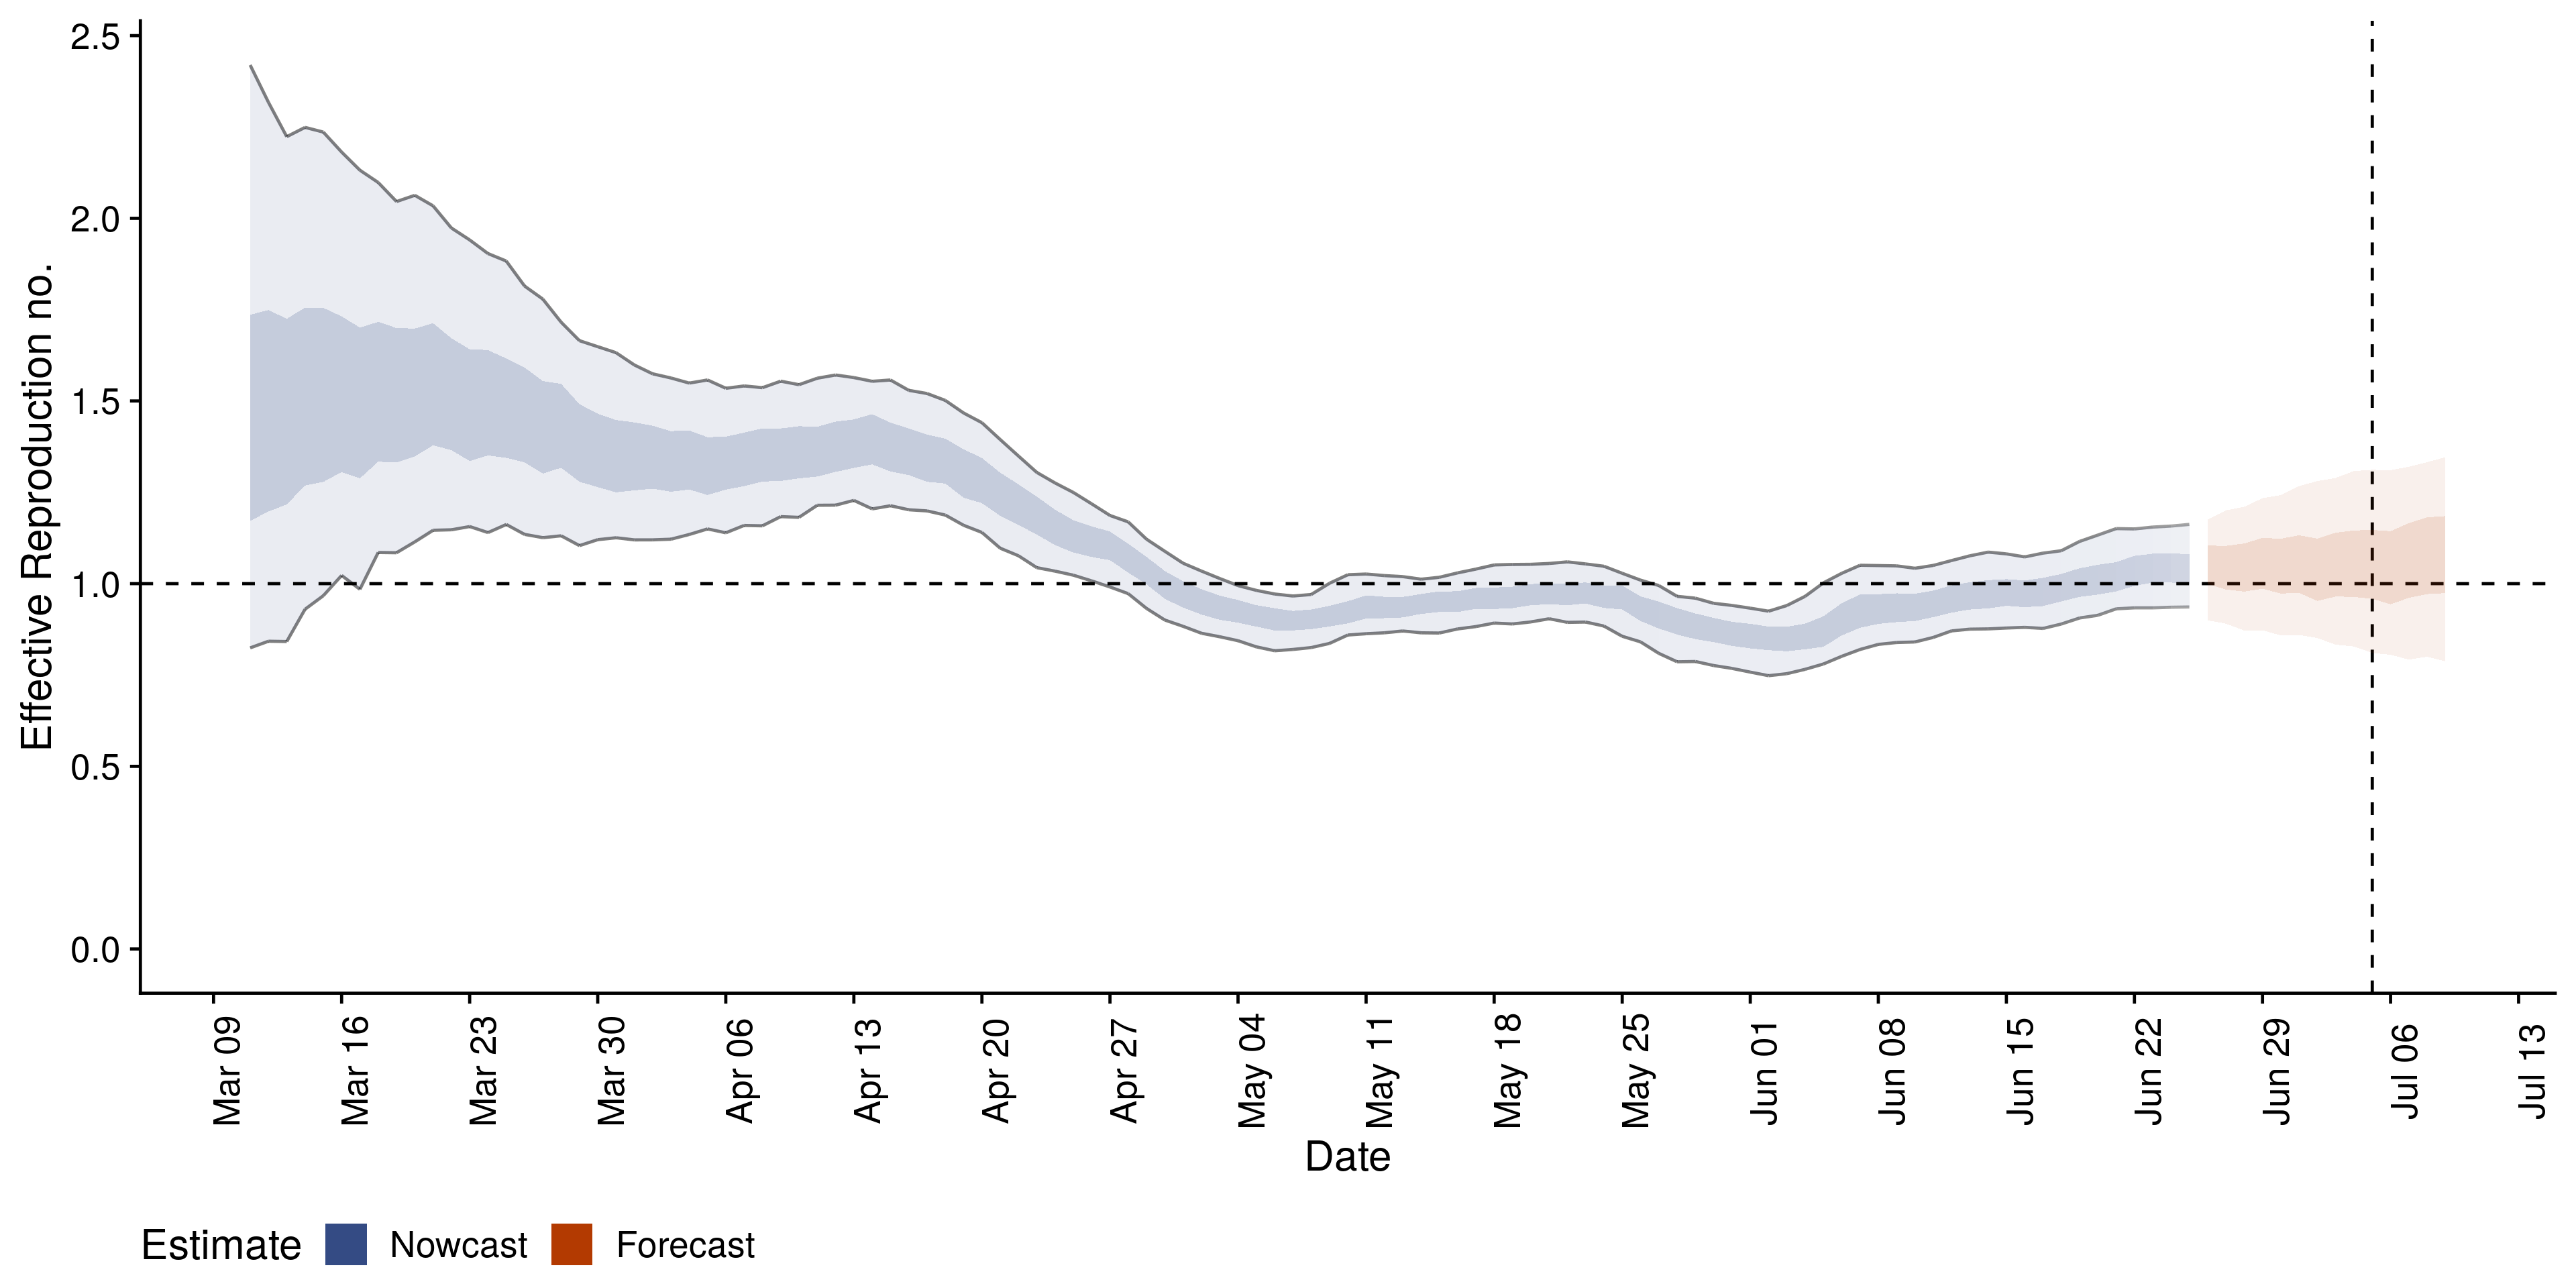 Effective Reproduction no.
2.5
2.0
1.5
1.0
0.5
0.0
Mar 09
Mar 16
Mar 23
Mar 30
Apr 06
Apr 13
Apr 20
Apr 27
May 04
May 11
May 18
May 25
Jun 01
Jun 08
Jun 15
Jun 22
Jun 29
Jul 06
Jul 13
Date
Estimate Nowcast Forecast